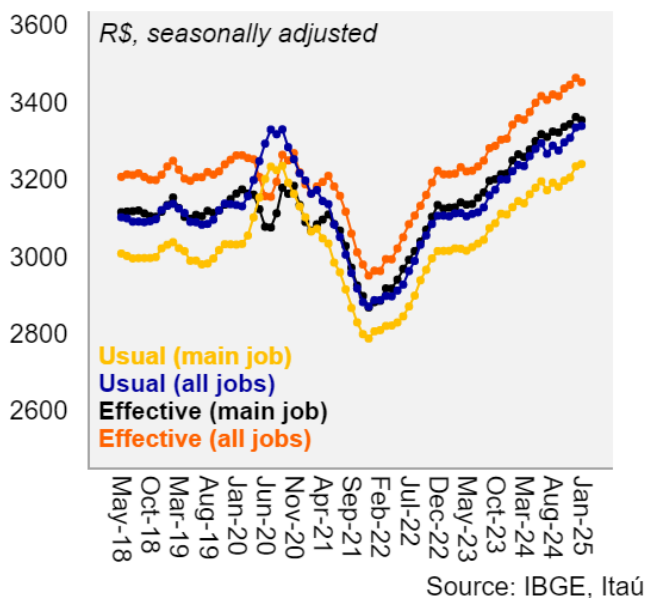 R$, seasonally adjusted
3600
3400
3200
3000
2800
2600
Usual (main job)
Usual (all jobs)
Effective (main job)
Effective (all jobs)
May-18
Oct-18
Mar-19
Aug-19
Jan-20
Jun-20
Nov-20
Apr-21
Sep-21
Feb-22
Jul-22
Dec-22
May-23
Oct-23
Mar-24
Aug-24
Jan-25
Source: IBGE, Itaú